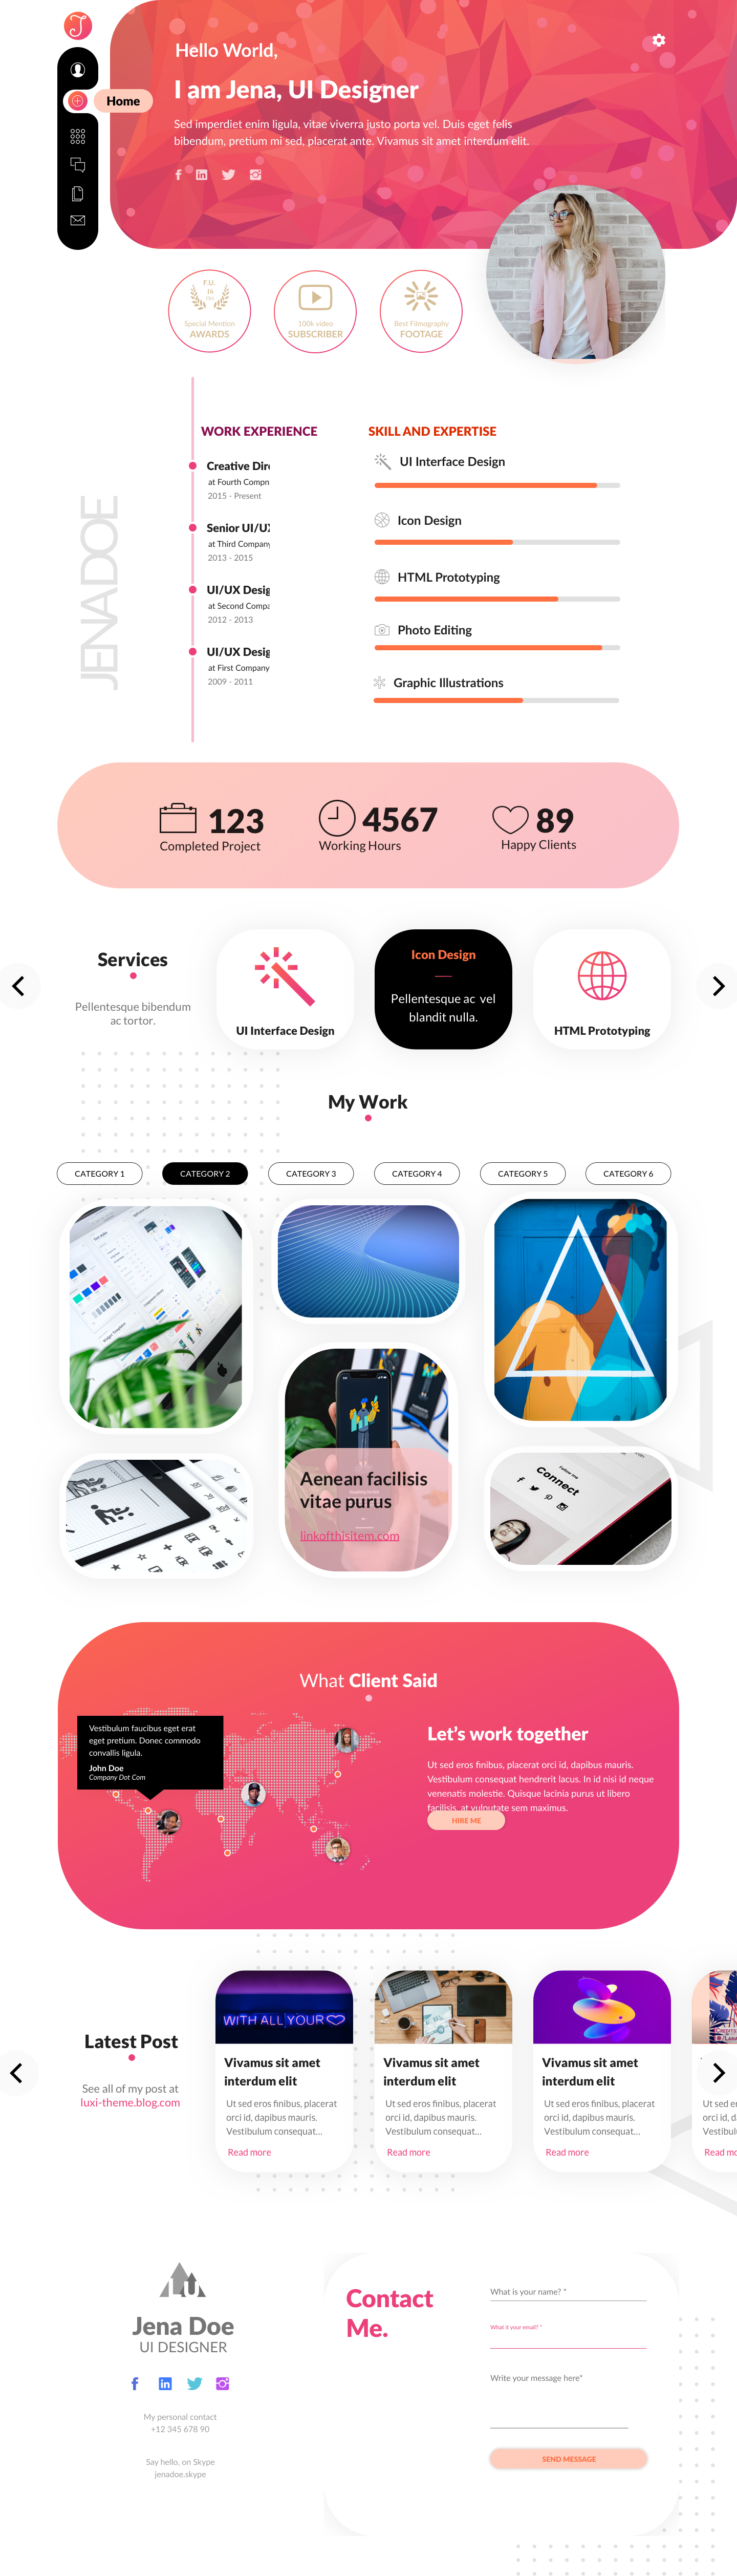 Home
Hello World,
I am Jena, UI Designer
Sed imperdiet enim ligula, vitae viverra justo porta vel. Duis eget felis
bibendum, pretium mi sed, placerat ante. Vivamus sit amet interdum elit.
F.U.
16
Special Mention
AWARDS
100k video
SUBSCRIBER
Best Filmography
FOOTAGE
JENA DOE
WORK EXPERIENCE
Creative Dir
at Fourth Compn
2015 - Present
Senior UI/UX
at Third Company
2013 - 2015
UI/UX Desig
at Second Compa
2012 - 2013
UI/UX Desig
at First Company
2009 - 2011
SKILL AND EXPERTISE
UI Interface Design
Icon Design
HTML Prototyping
Photo Editing
Graphic Illustrations
123
Completed Project
4567
Working Hours
89
Happy Clients
Services
Pellentesque bibendum
ac tortor.
UI Interface Design
Icon Design
Pellentesque ac vel
blandit nulla.
HTML Prototyping
My Work
CATEGORY 1
CATEGORY 2
CATEGORY 3
CATEGORY 4
CATEGORY 5
CATEGORY 6
Aenean facilisis
vitae purus
linkofthisitem.com
Follow me
Connect
What Client Said
Vestibulum faucibus eget erat
eget pretium. Donec commodo
convallis ligula.
John Doe
Company Dot Com
Let's work together
Ut sed eros finibus, placerat orci id, dapibus mauris.
Vestibulum consequat hendrerit lacus. In id nisi id neque
venenatis molestie. Quisque lacinia purus ut libero
facilisis, at vulputate sem maximus.
HIRE ME
Latest Post
See all of my post at
luxi-theme.blog.com
WITH ALL YOUR
Vivamus sit amet
interdum elit
Ut sed eros finibus, placerat
orci id, dapibus mauris.
Vestibulum consequat...
Read more
Vivamus sit amet
interdum elit
Ut sed eros finibus, placerat
orci id, dapibus mauris.
Vestibulum consequat...
Read more
Vivamus sit amet
interdum elit
Ut sed eros finibus, placerat
orci id, dapibus mauris.
Vestibulum consequat...
Read more
CREDITS
Ut sed er
orci id, d
Vestibul
Read mo
Jena Doe
UI DESIGNER
My personal contact
+12 345 678 90
Say hello, on Skype
jenadoe.skype
Contact
Me.
What is your name? *
What it your email? *
Write your message here*
SEND MESSAGE